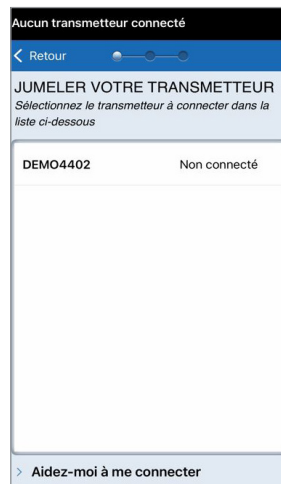 Aucun transmetteur connecté
Retour
JUMELER VOTRE TRANSMETTEUR
Sélectionnez le transmetteur à connecter dans la
liste ci-dessous
DEMO4402 Non connecté
Aidez-moi à me connecter